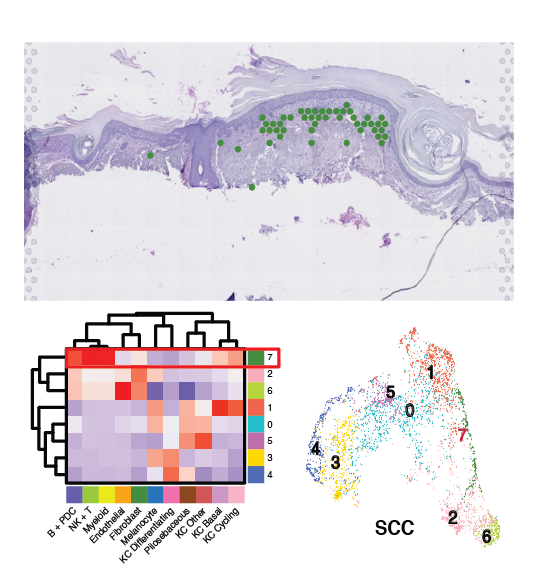 7
2
6
1
0
5
3
4
B + PDC
NK + T
Myeloid
Endothelial
Fibroblast
Melanocyte
KC Differentiating
Pilosebaceous
KC Other
KC Basal
KC Cycling
1
5
0
7
4
3
2
6
SCC